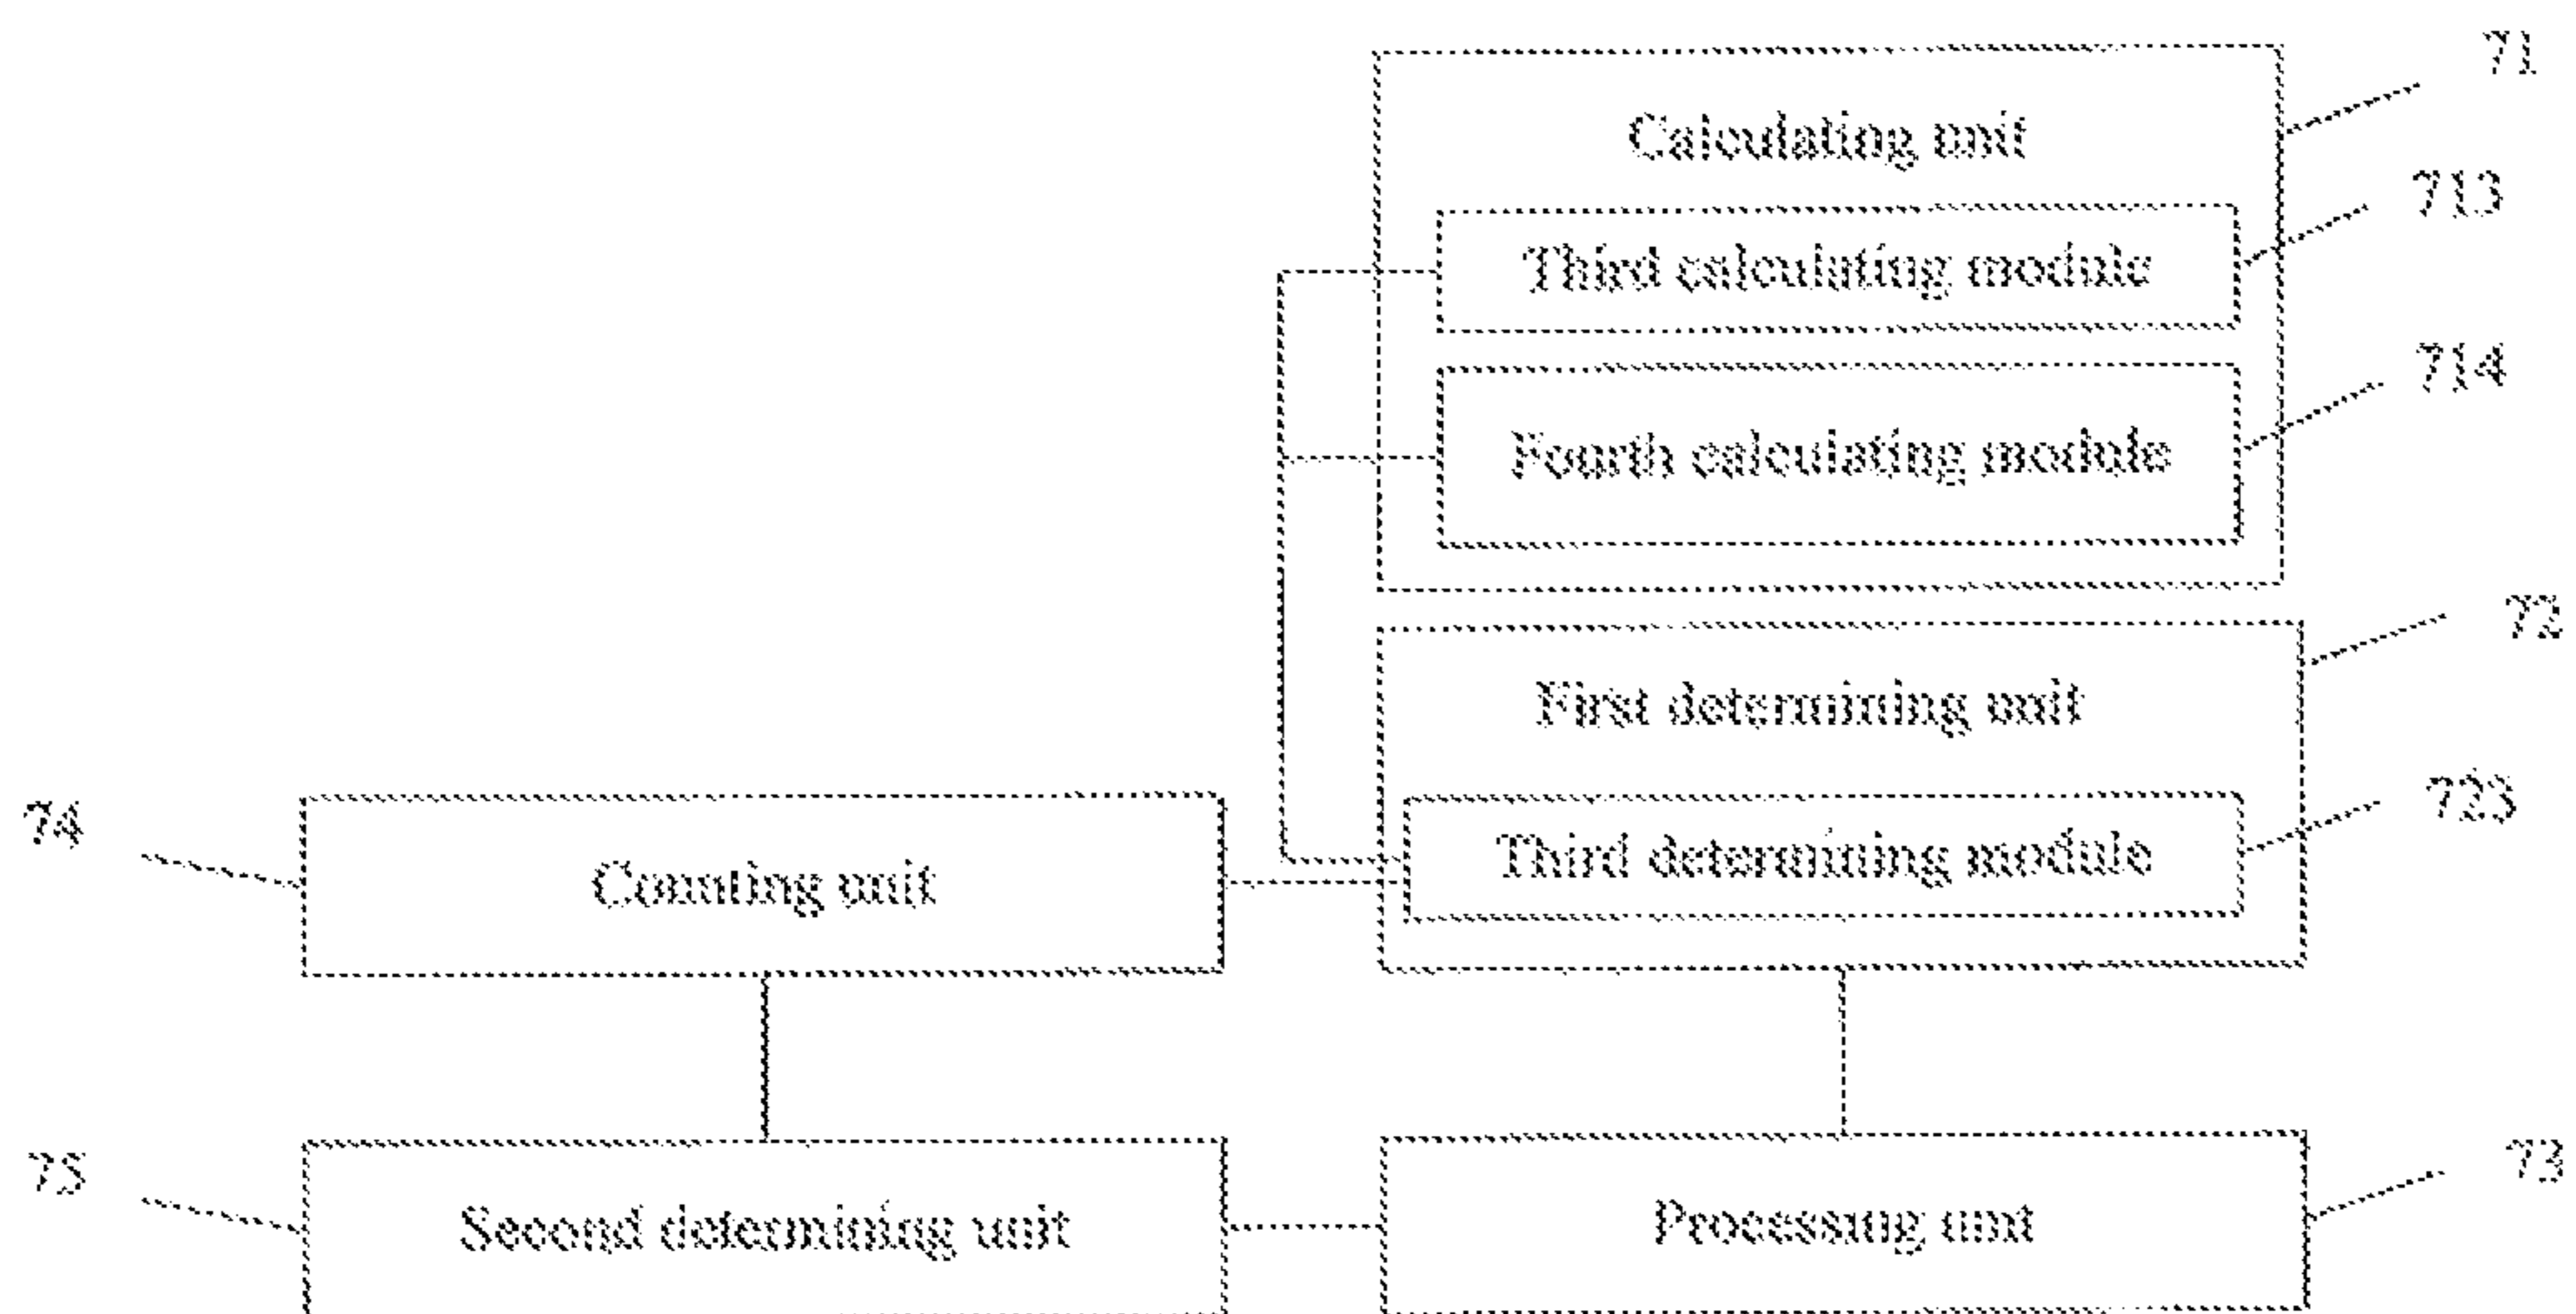 71
Calculating unit
713
Third calculating module
714
Fourth calculating module
72
First determining unit
723
Third determining module
74
Counting unit
75
Second determining unit
73
Processing unit